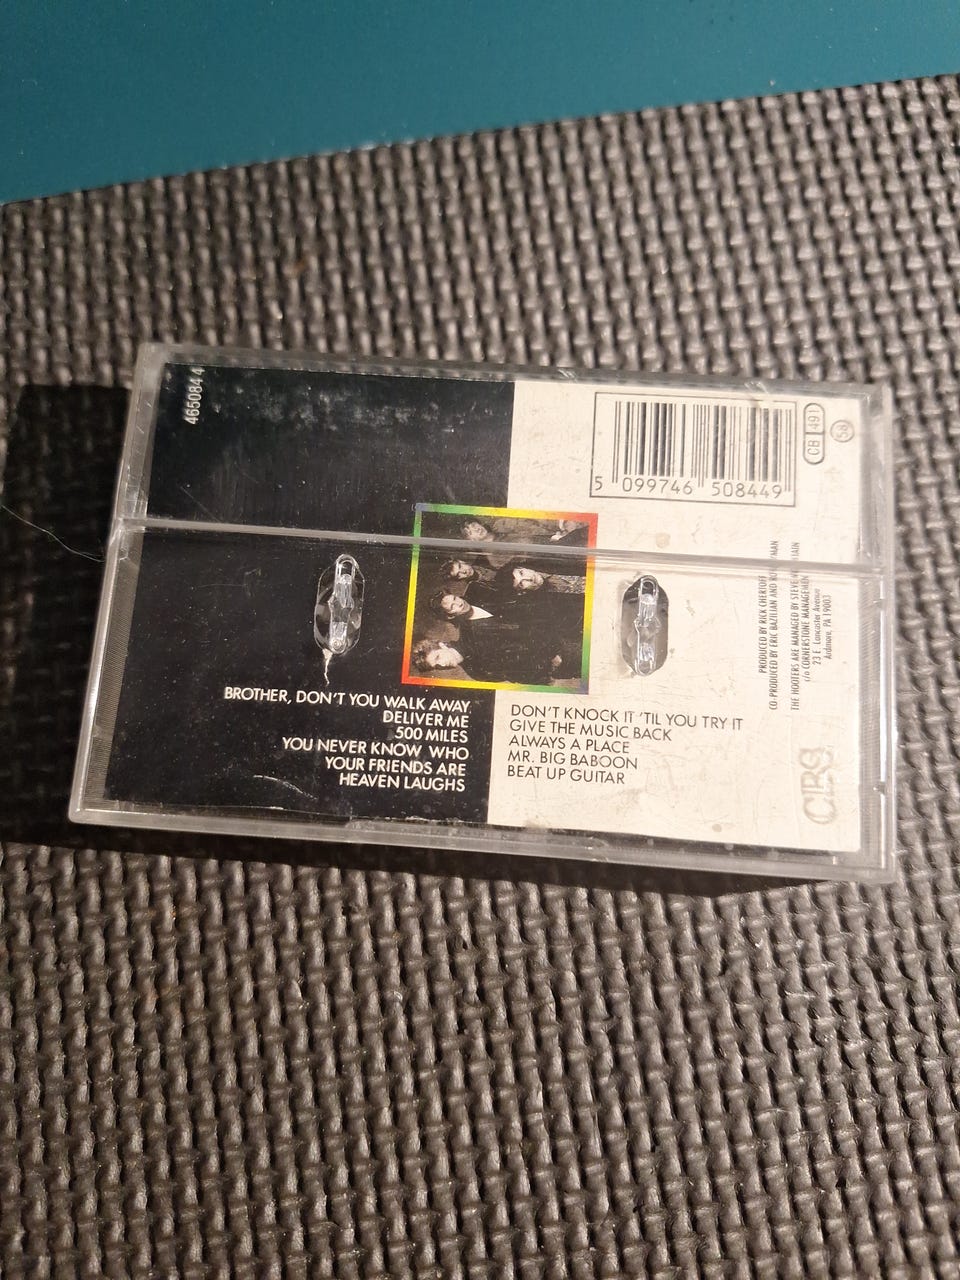 465084 4
5 099746 508449
CB 491
58
BROTHER, DON'T YOU WALK AWAY
DELIVER ME
500 MILES
YOU NEVER KNOW WHO
YOUR FRIENDS ARE
HEAVEN LAUGHS
DON'T KNOCK IT 'TIL YOU TRY IT
GIVE THE MUSIC BACK
ALWAYS A PLACE
MR. BIG BABOON
BEAT UP GUITAR
PRODUCED BY RICK CHERTOFF
CO-PRODUCED BY ERIC BAZILIAN AND
THE HOOTERS ARE MANAGED BY STEVEN
c/o CORNERSTONE MANAGEMENT
23 E. Lancaster Avenue
Ardmore, PA 19003
CBS